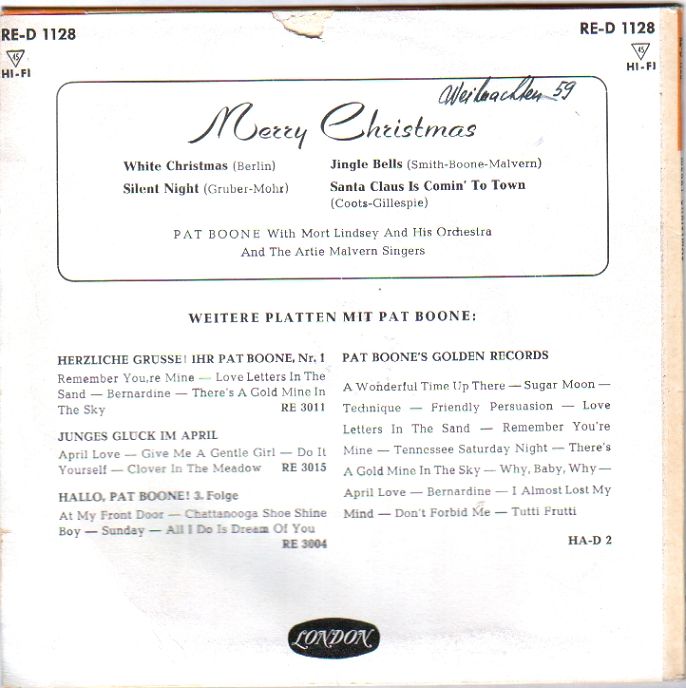 RE-D 1128
RE-D 1128
45
45
HI-FI
HI-FI
Weihnachten 59
Merry Christmas
White Christmas (Berlin)
Silent Night (Gruber-Mohr)
Jingle Bells (Smith-Boone-Malvern)
Santa Claus Is Comin' To Town
(Coots-Gillespie)
PAT BOONE With Mort Lindsey And His Orchestra
And The Artie Malvern Singers
WEITERE PLATTEN MIT PAT BOONE:
HERZLICHE GRÜSSE! IHR PAT BOONE, Nr. 1
Remember You,re Mine — Love Letters In The
Sand — Bernardine — There's A Gold Mine In
The Sky RE 3011
JUNGES GLÜCK IM APRIL
April Love — Give Me A Gentle Girl — Do It
Yourself — Clover In The Meadow RE 3015
HALLO, PAT BOONE! 3. Folge
At My Front Door — Chattanooga Shoe Shine
Boy — Sunday — All I Do Is Dream Of You
RE 3004
PAT BOONE'S GOLDEN RECORDS
A Wonderful Time Up There — Sugar Moon —
Technique — Friendly Persuasion — Love
Letters In The Sand — Remember You're
Mine — Tennessee Saturday Night — There's
A Gold Mine In The Sky — Why, Baby, Why —
April Love — Bernardine — I Almost Lost My
Mind — Don't Forbid Me — Tutti Frutti
HA-D 2
LONDON